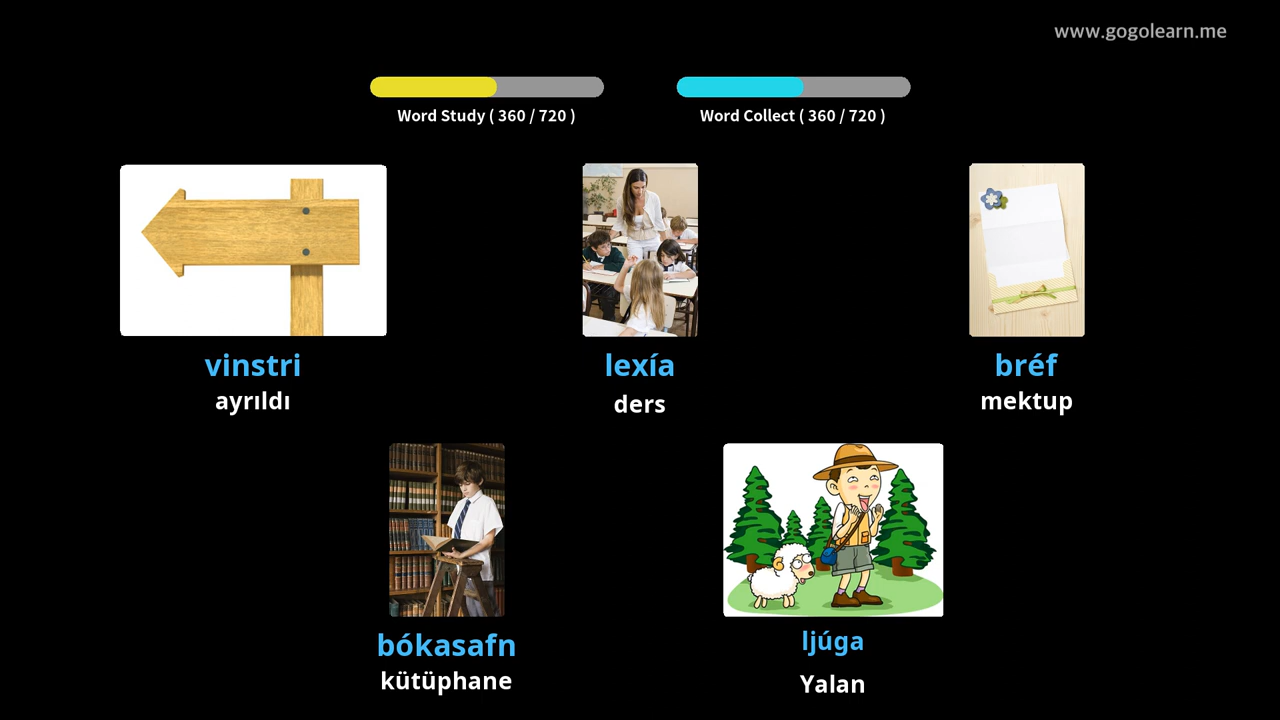 www.gogolearn.me
Word Study ( 360 / 720 )
Word Collect ( 360 / 720 )
vinstri
ayrıldı
lexía
ders
bréf
mektup
bókasafn
kütüphane
ljúga
Yalan